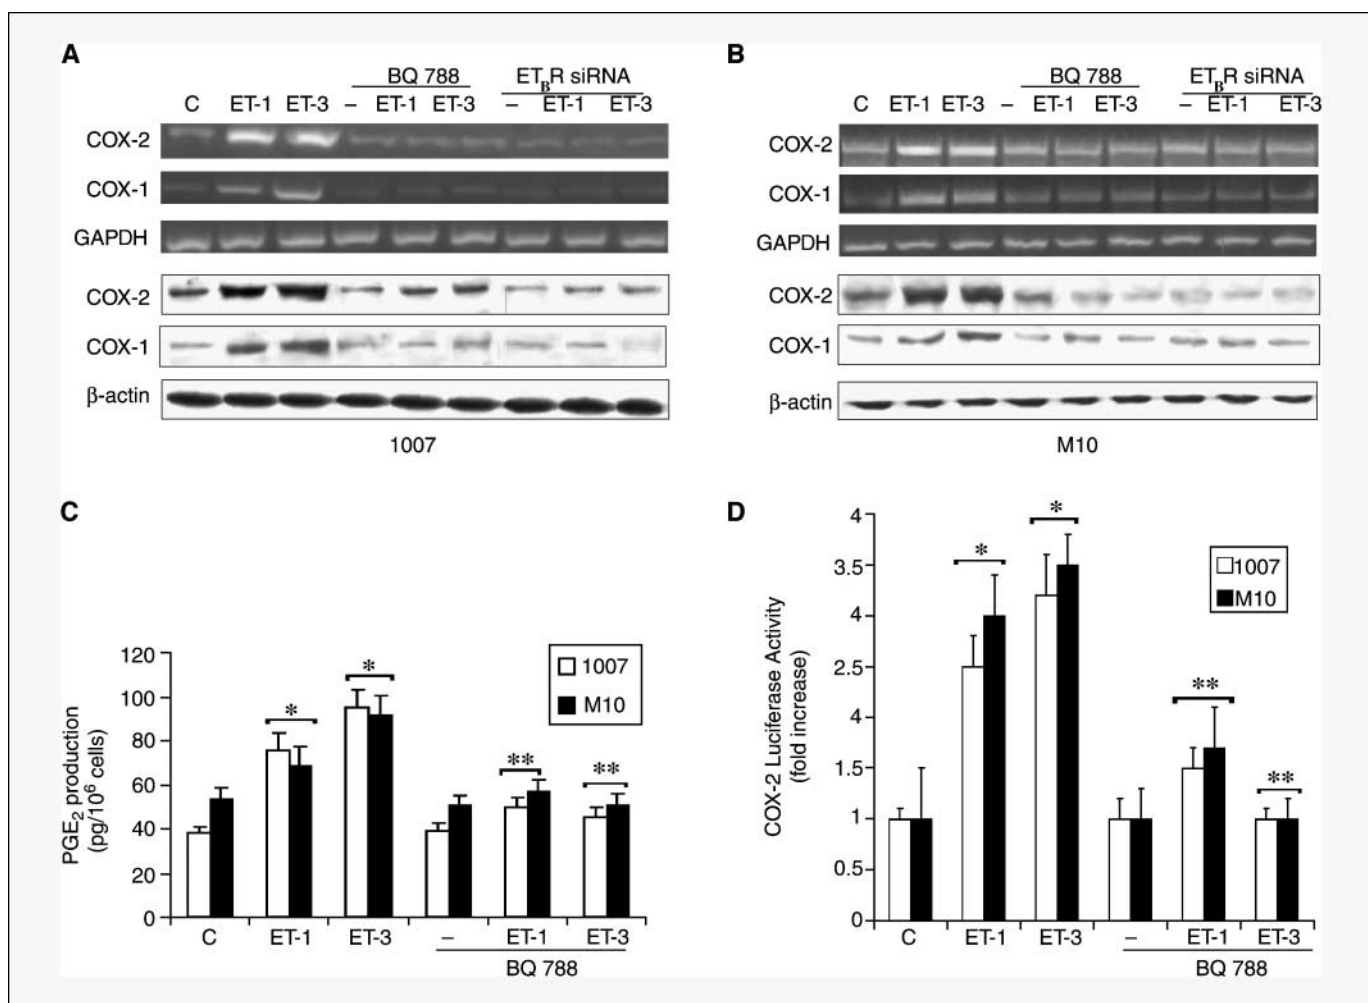 A
BQ 788
ETBR siRNA
C ET-1 ET-3 – ET-1 ET-3 – ET-1 ET-3
COX-2
COX-1
GAPDH
COX-2
COX-1
β-actin
1007
B
BQ 788
ETBR siRNA
C ET-1 ET-3 – ET-1 ET-3 – ET-1 ET-3
COX-2
COX-1
GAPDH
COX-2
COX-1
β-actin
M10
C
PGE2 production
(pg/10^6 cells)
120
100
80
60
40
20
0
*
*
**
**
1007
M10
C ET-1 ET-3 – ET-1 ET-3
BQ 788
D
COX-2 Luciferase Activity
(fold increase)
4
3.5
4
2.5
4
1.5
1
0.5
0
*
*
**
**
1007
M10
C ET-1 ET-3 – ET-1 ET-3
BQ 788